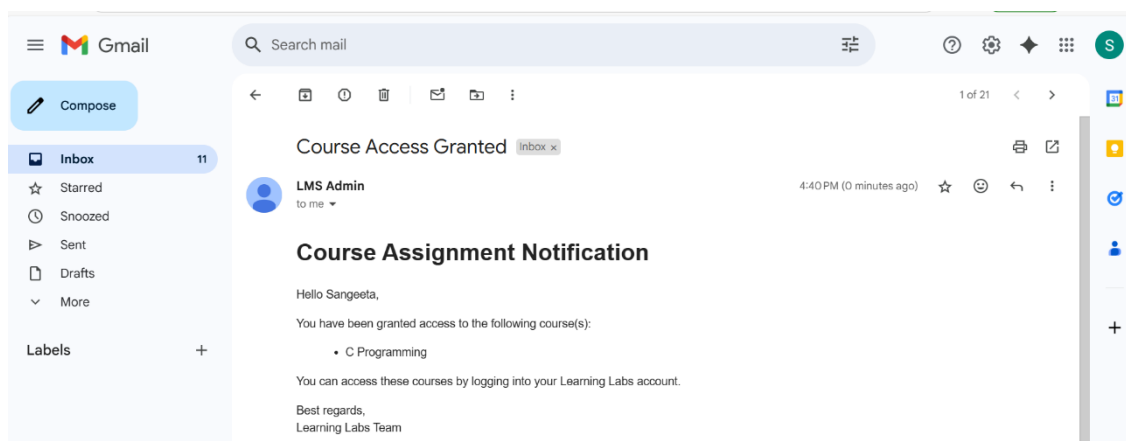 Gmail
Search mail
S
Compose
1 of 21
31
Course Access Granted Inbox x
Inbox 11
LMS Admin 4:40 PM (0 minutes ago)
to me
Starred
Snoozed
Sent
Drafts
More
Labels
Course Assignment Notification
Hello Sangeeta,
You have been granted access to the following course(s):
• C Programming
You can access these courses by logging into your Learning Labs account.
Best regards,
Learning Labs Team